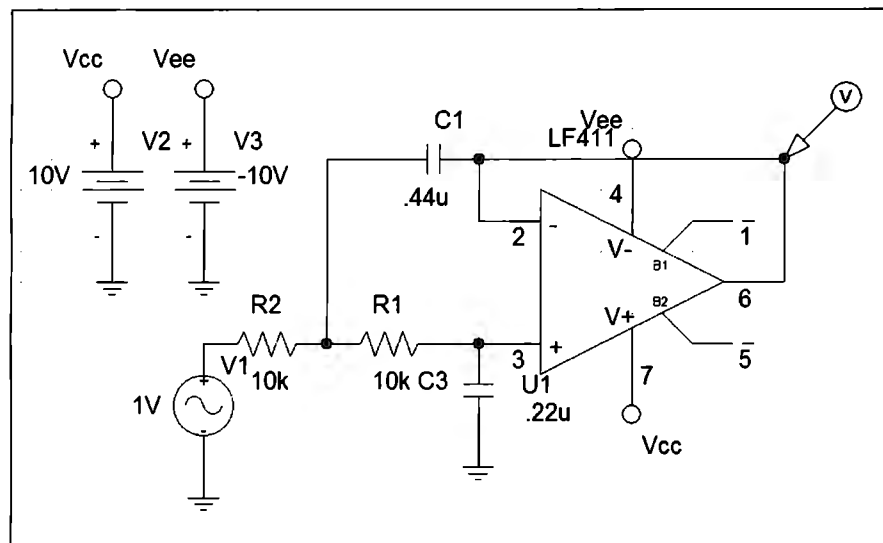 Vcc Vee
+ V2 + V3
10V -10V
- -
C1
.44u
Vee
LF411
V
4
2 -
V-
B1
1
6
B2
V+
5
3 +
7
U1
Vcc
R2 R1
V1 10k 10k C3
.22u
1V
+
-